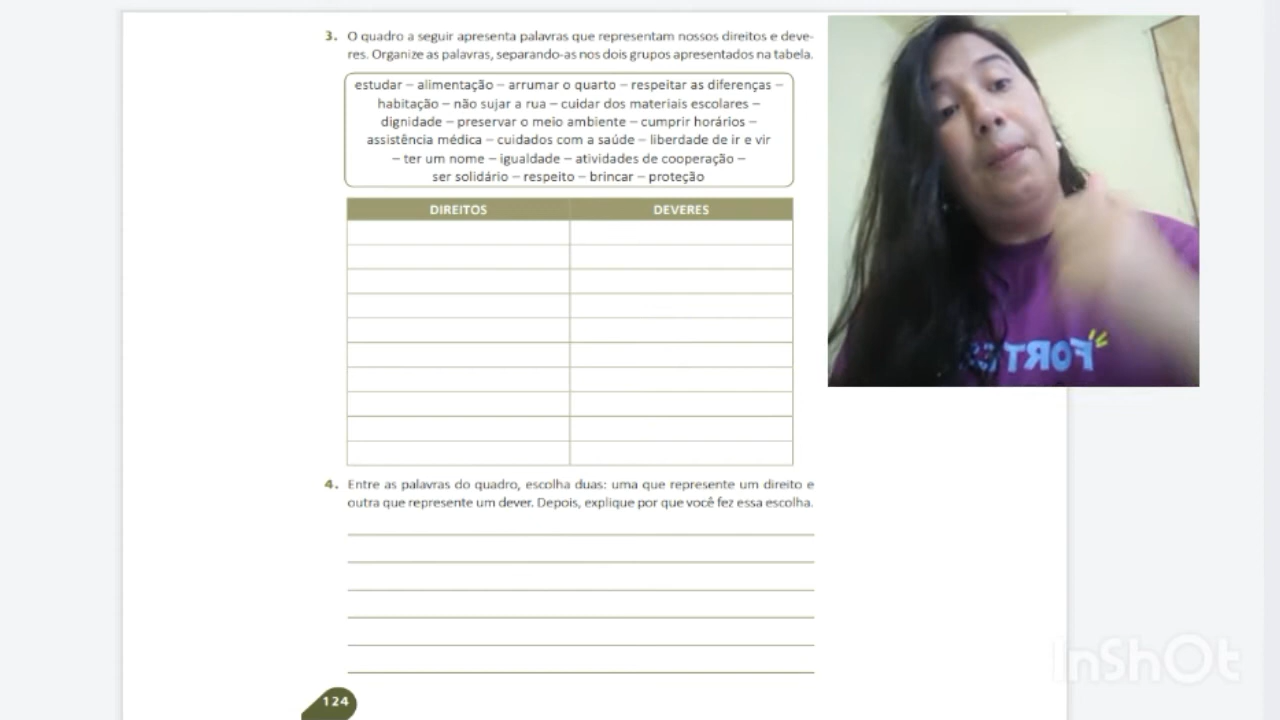 3. O quadro a seguir apresenta palavras que representam nossos direitos e deve-
res. Organize as palavras, separando-as nos dois grupos apresentados na tabela.
estudar – alimentação – arrumar o quarto – respeitar as diferenças –
habitação – não sujar a rua – cuidar dos materiais escolares –
dignidade – preservar o meio ambiente – cumprir horários –
assistência médica – cuidados com a saúde – liberdade de ir e vir
– ter um nome – igualdade – atividades de cooperação –
ser solidário – respeito – brincar – proteção
DIREITOS DEVERES
4. Entre as palavras do quadro, escolha duas: uma que represente um direito e
outra que represente um dever. Depois, explique por que você fez essa escolha.
124
InShOt